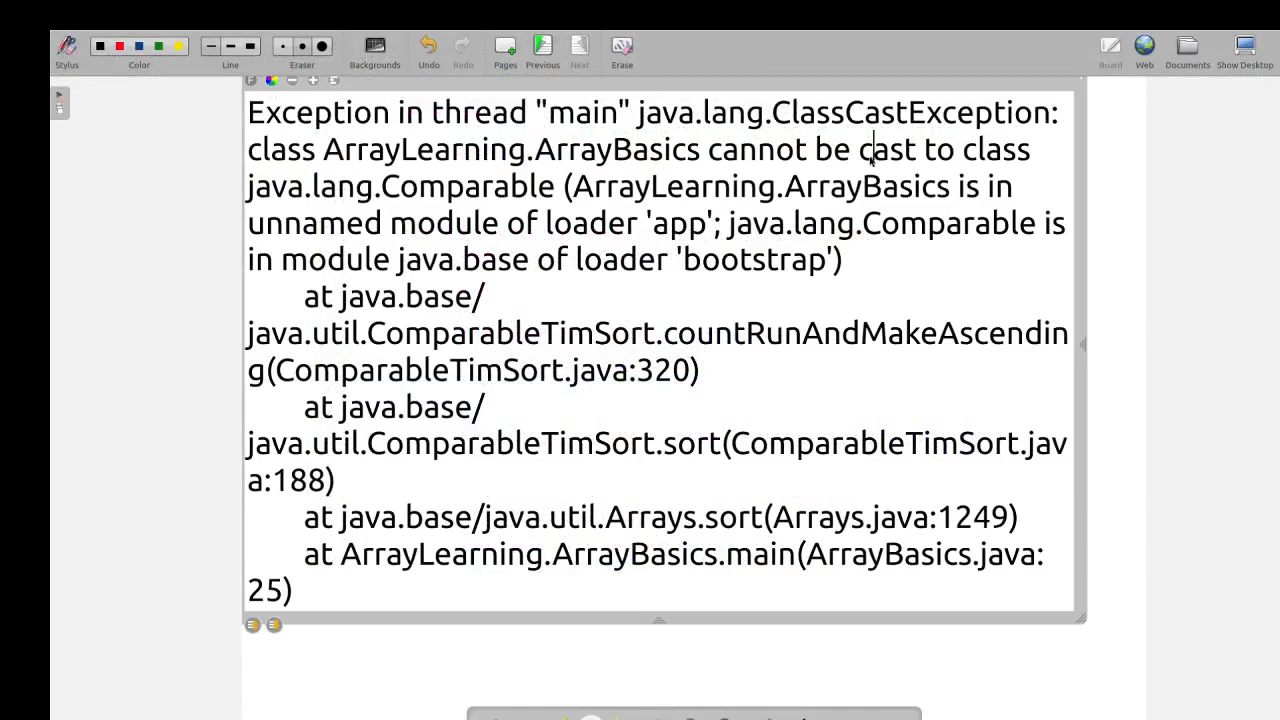 Stylus
Color
Line
Eraser
Backgrounds
Undo
Redo
Pages
Previous
Next
Erase
Board
Web
Documents
Show Desktop
Exception in thread "main" java.lang.ClassCastException:
class ArrayLearning.ArrayBasics cannot be cast to class
java.lang.Comparable (ArrayLearning.ArrayBasics is in
unnamed module of loader 'app'; java.lang.Comparable is
in module java.base of loader 'bootstrap')
at java.base/
java.util.ComparableTimSort.countRunAndMakeAscendin
g(ComparableTimSort.java:320)
at java.base/
java.util.ComparableTimSort.sort(ComparableTimSort.jav
a:188)
at java.base/java.util.Arrays.sort(Arrays.java:1249)
at ArrayLearning.ArrayBasics.main(ArrayBasics.java:
25)